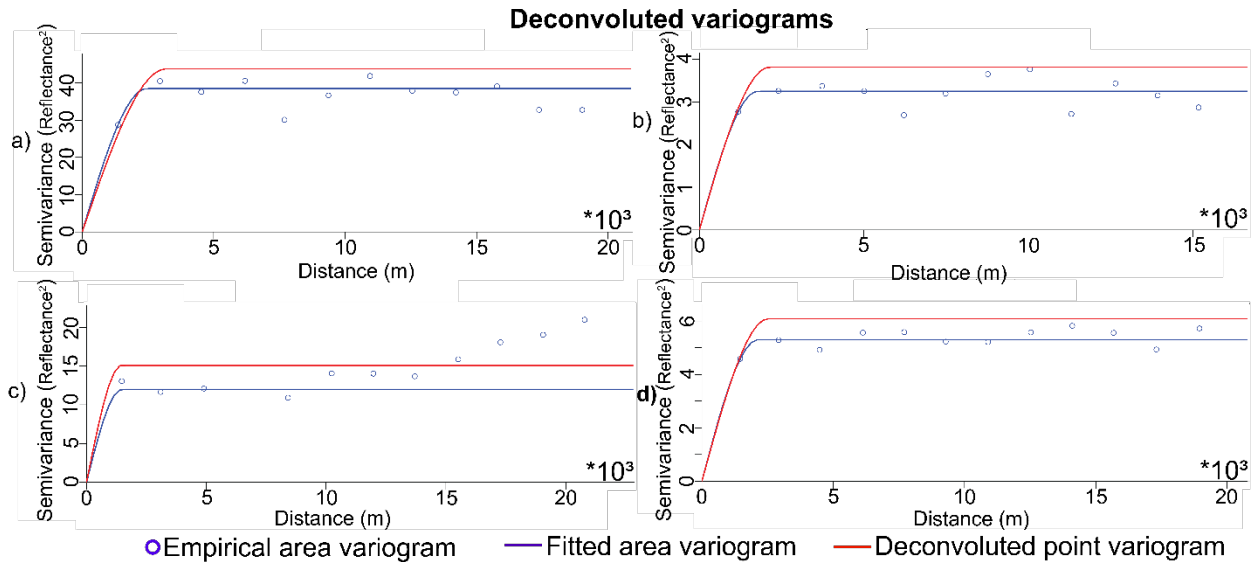 Deconvoluted variograms
a)
Semivariance (Reflectance²)
40
30
20
10
0
0 5 10 15 20
*10³
Distance (m)
b)
Semivariance (Reflectance²)
4
3
2
1
0
0 5 10 15
*10³
Distance (m)
c)
Semivariance (Reflectance²)
20
15
10
5
0
0 5 10 15 20
*10³
Distance (m)
d)
Semivariance (Reflectance²)
6
4
2
0
0 5 10 15 20
*10³
Distance (m)
Empirical area variogram Fitted area variogram Deconvoluted point variogram